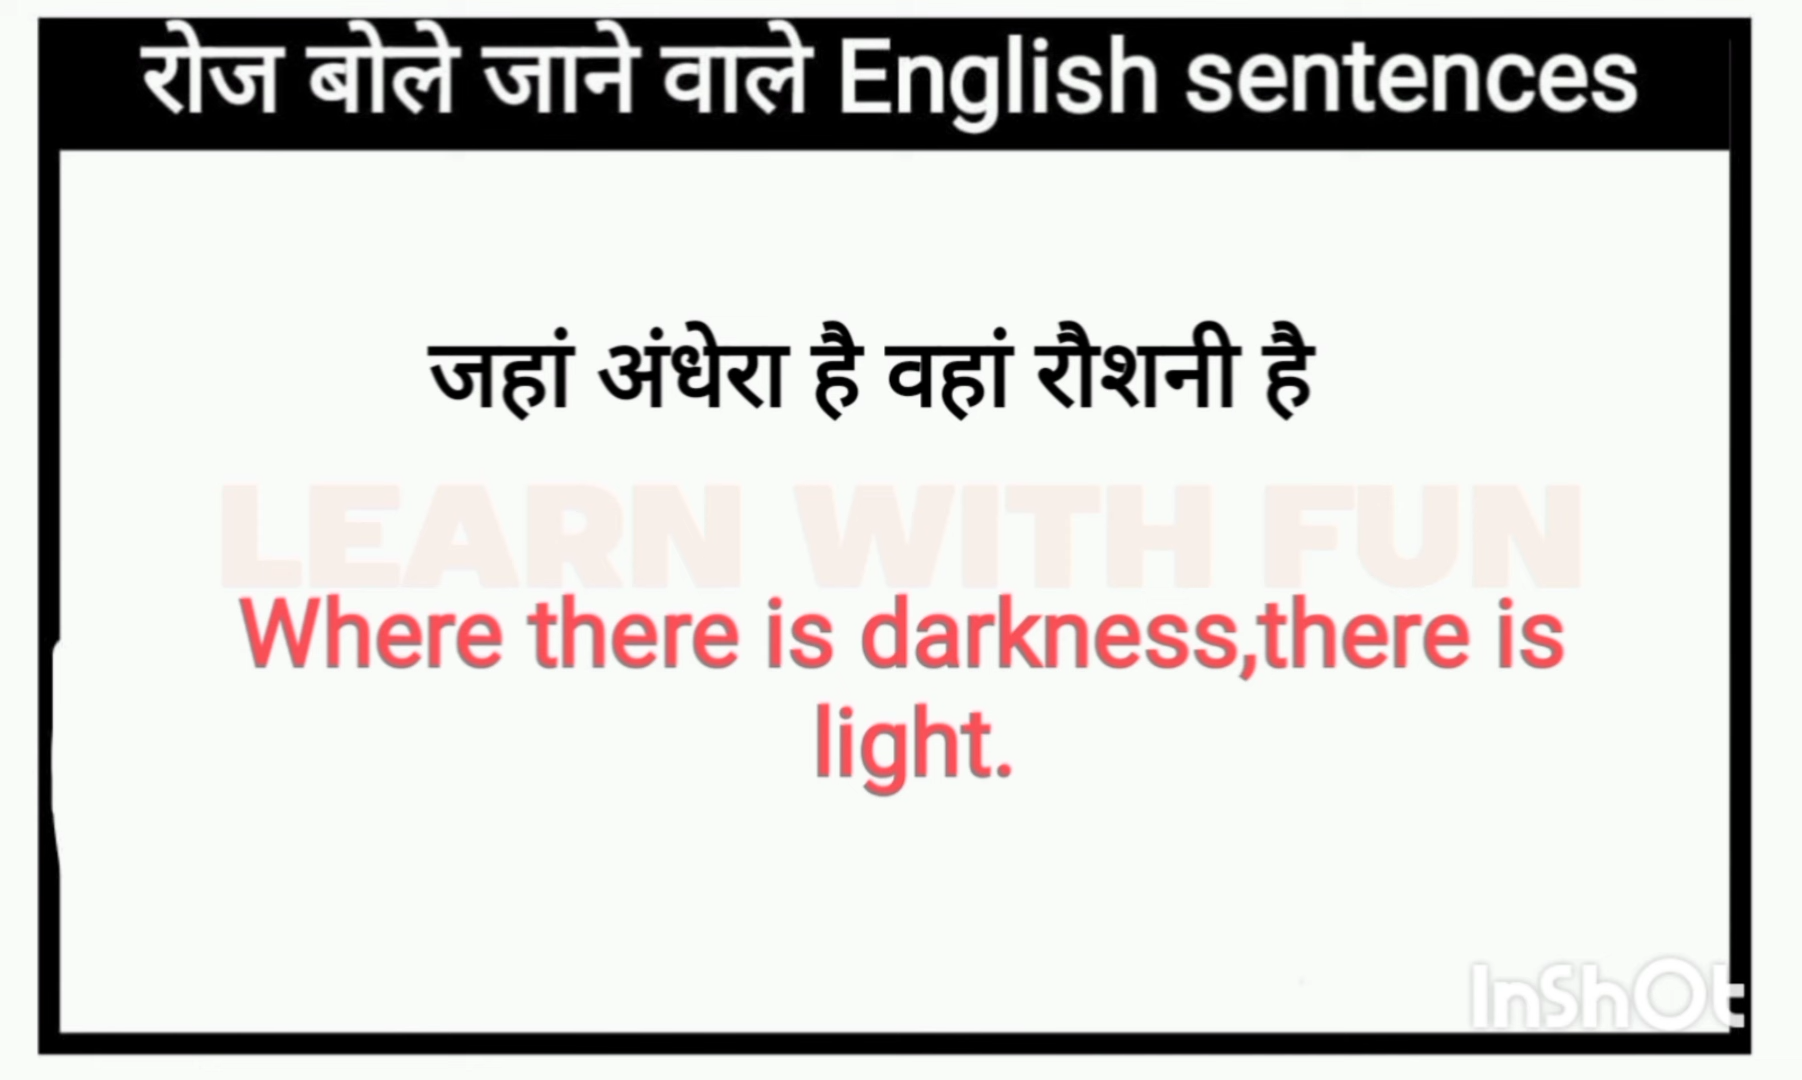 रोज बोले जाने वाले English sentences
जहां अंधेरा है वहां रौशनी है
LEARN WITH FUN
Where there is darkness,there is
light.
InShOt